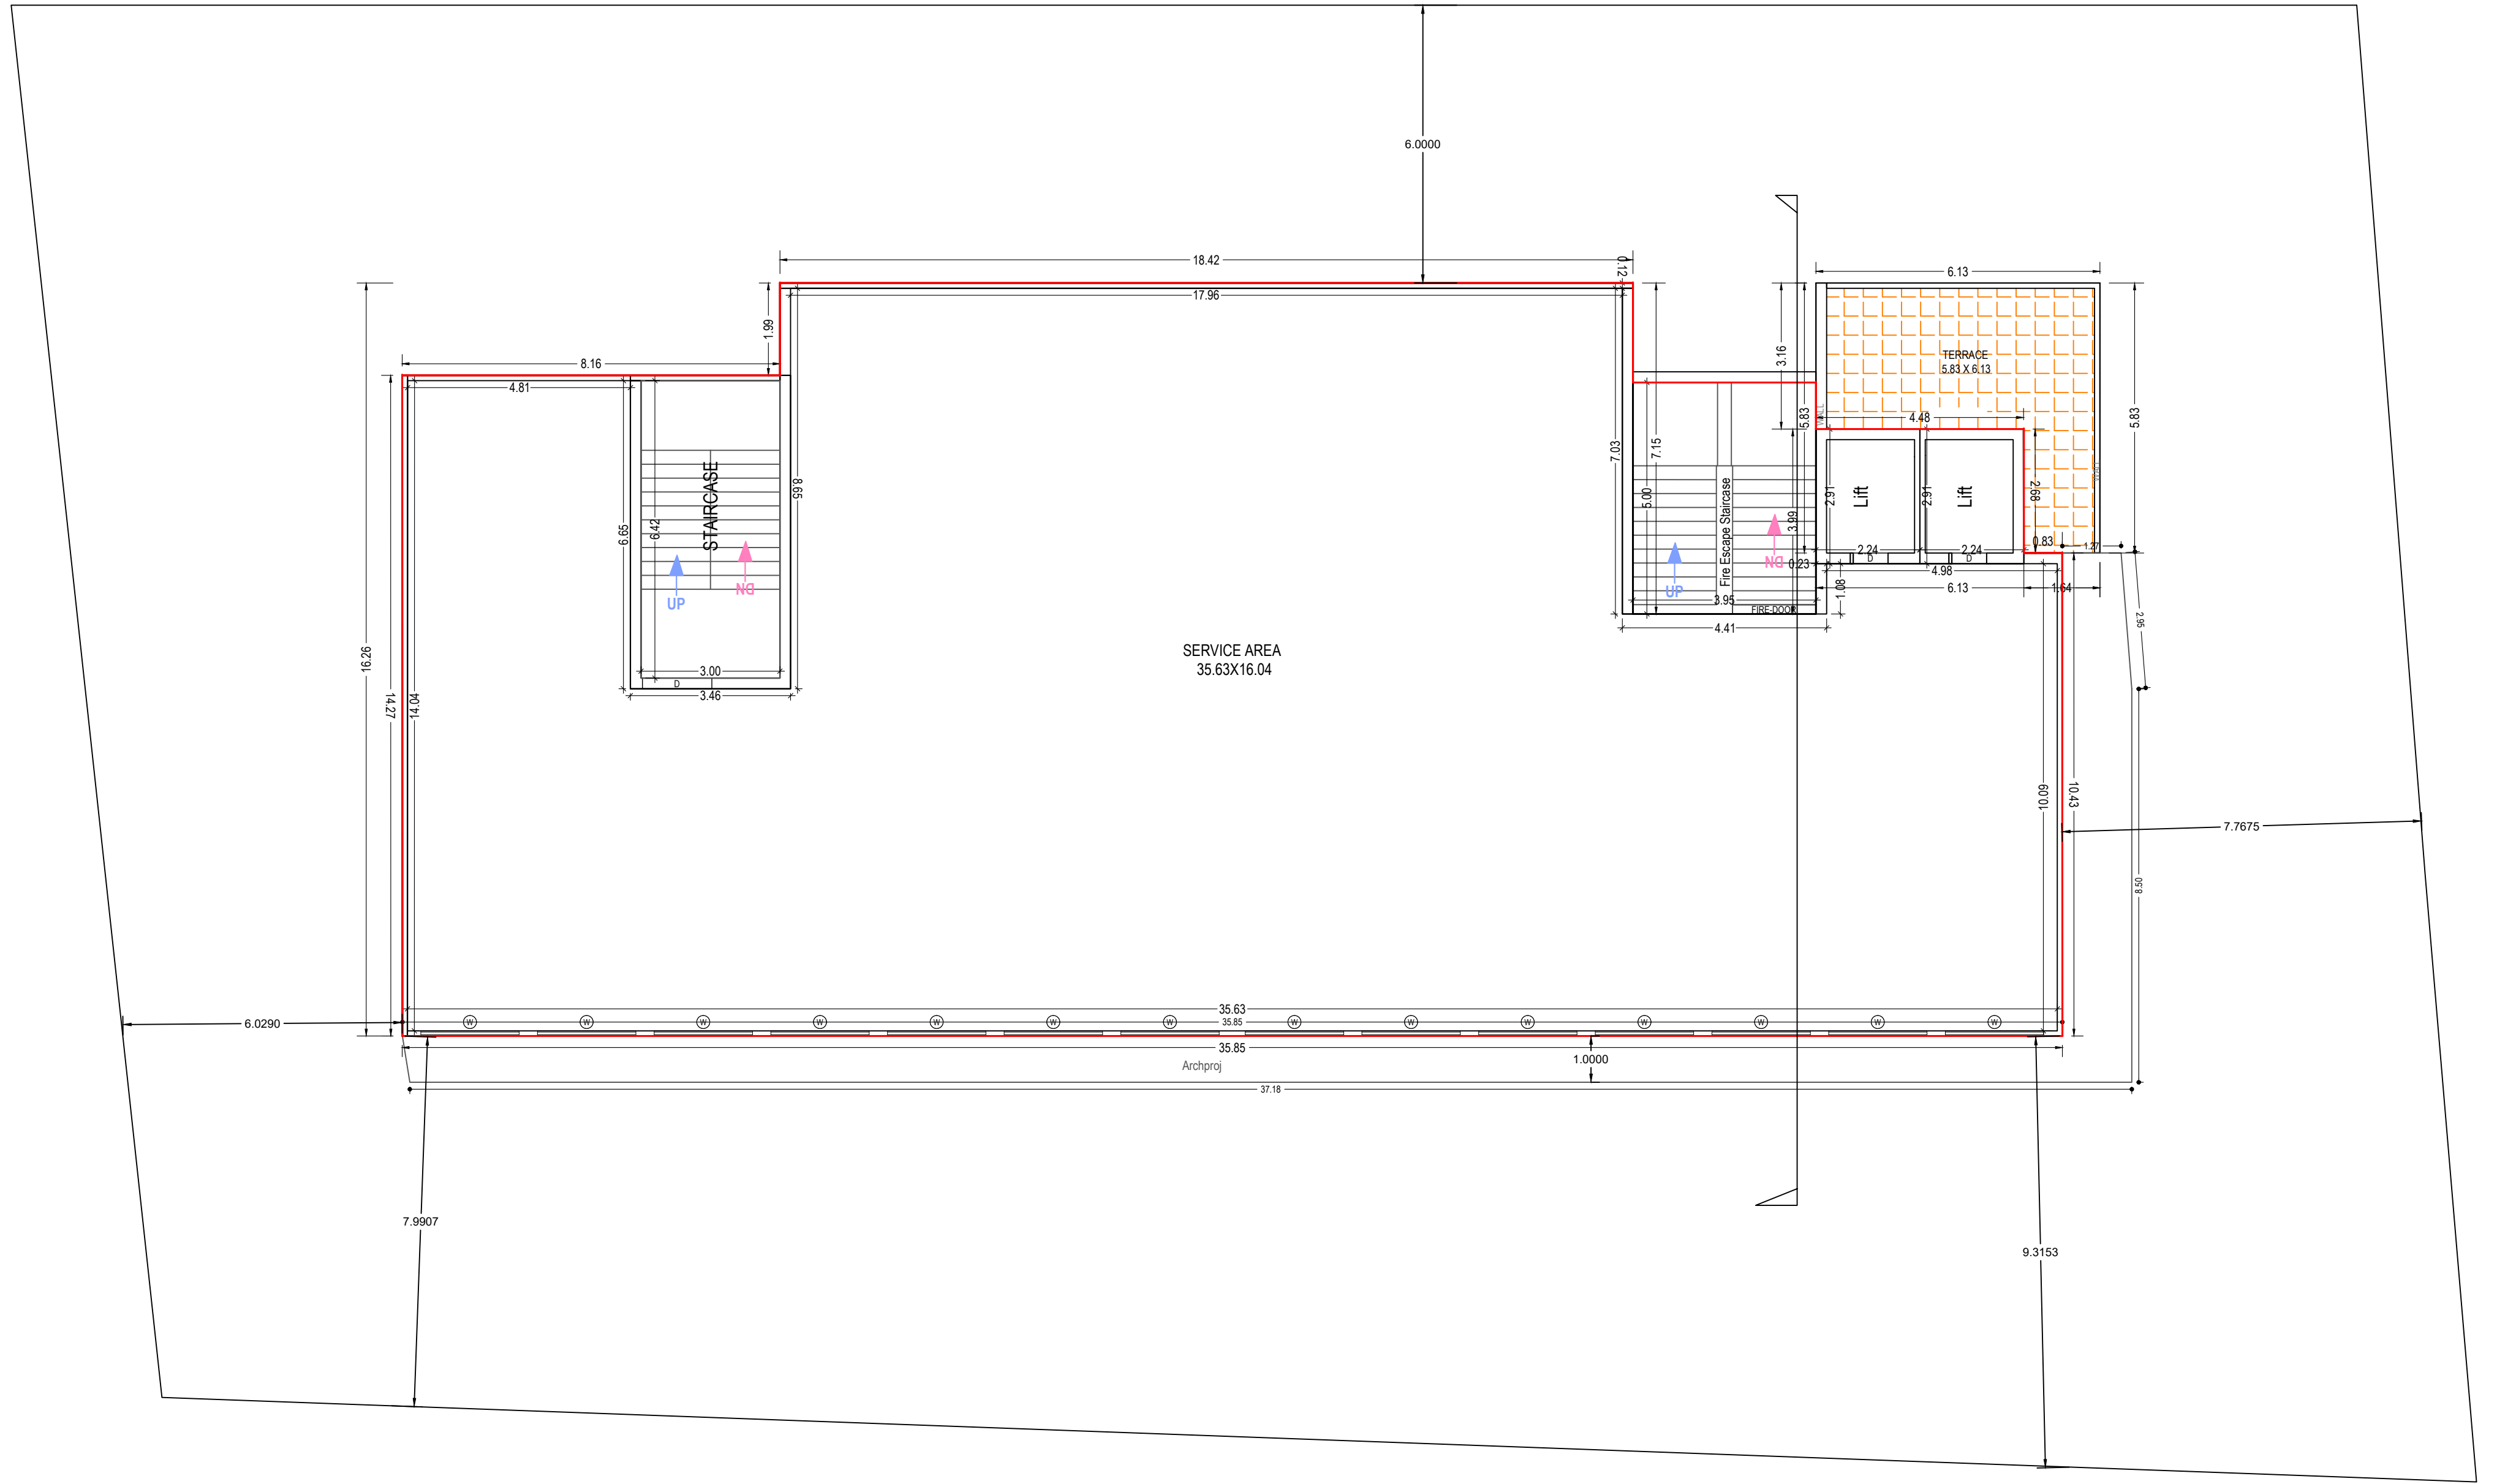 6.0000
18.42
0.12
6.13
17.96
1.99
8.16
4.81
3.16
5.83
TERRACE
5.83 X 6.13
5.83
WALL
4.48
16.26
14.27
14.04
6.65
6.42
STAIRCASE
8.65
7.03
7.15
5.00
Fire Escape Staircase
3.99
2.91
Lift
2.91
Lift
2.98
WALL
UP
DN
UP
DN
0.83
1.27
2.24
2.24
0.23
D
D
4.98
1.08
6.13
1.64
3.95
FIRE-DOOR
4.41
2.95
SERVICE AREA
35.63X16.04
3.00
D
3.46
10.09
10.43
7.7675
8.50
35.63
6.0290
W
W
W
W
W
W
W
35.85
W
W
W
W
W
W
W
35.85
1.0000
Archproj
37.18
7.9907
9.3153